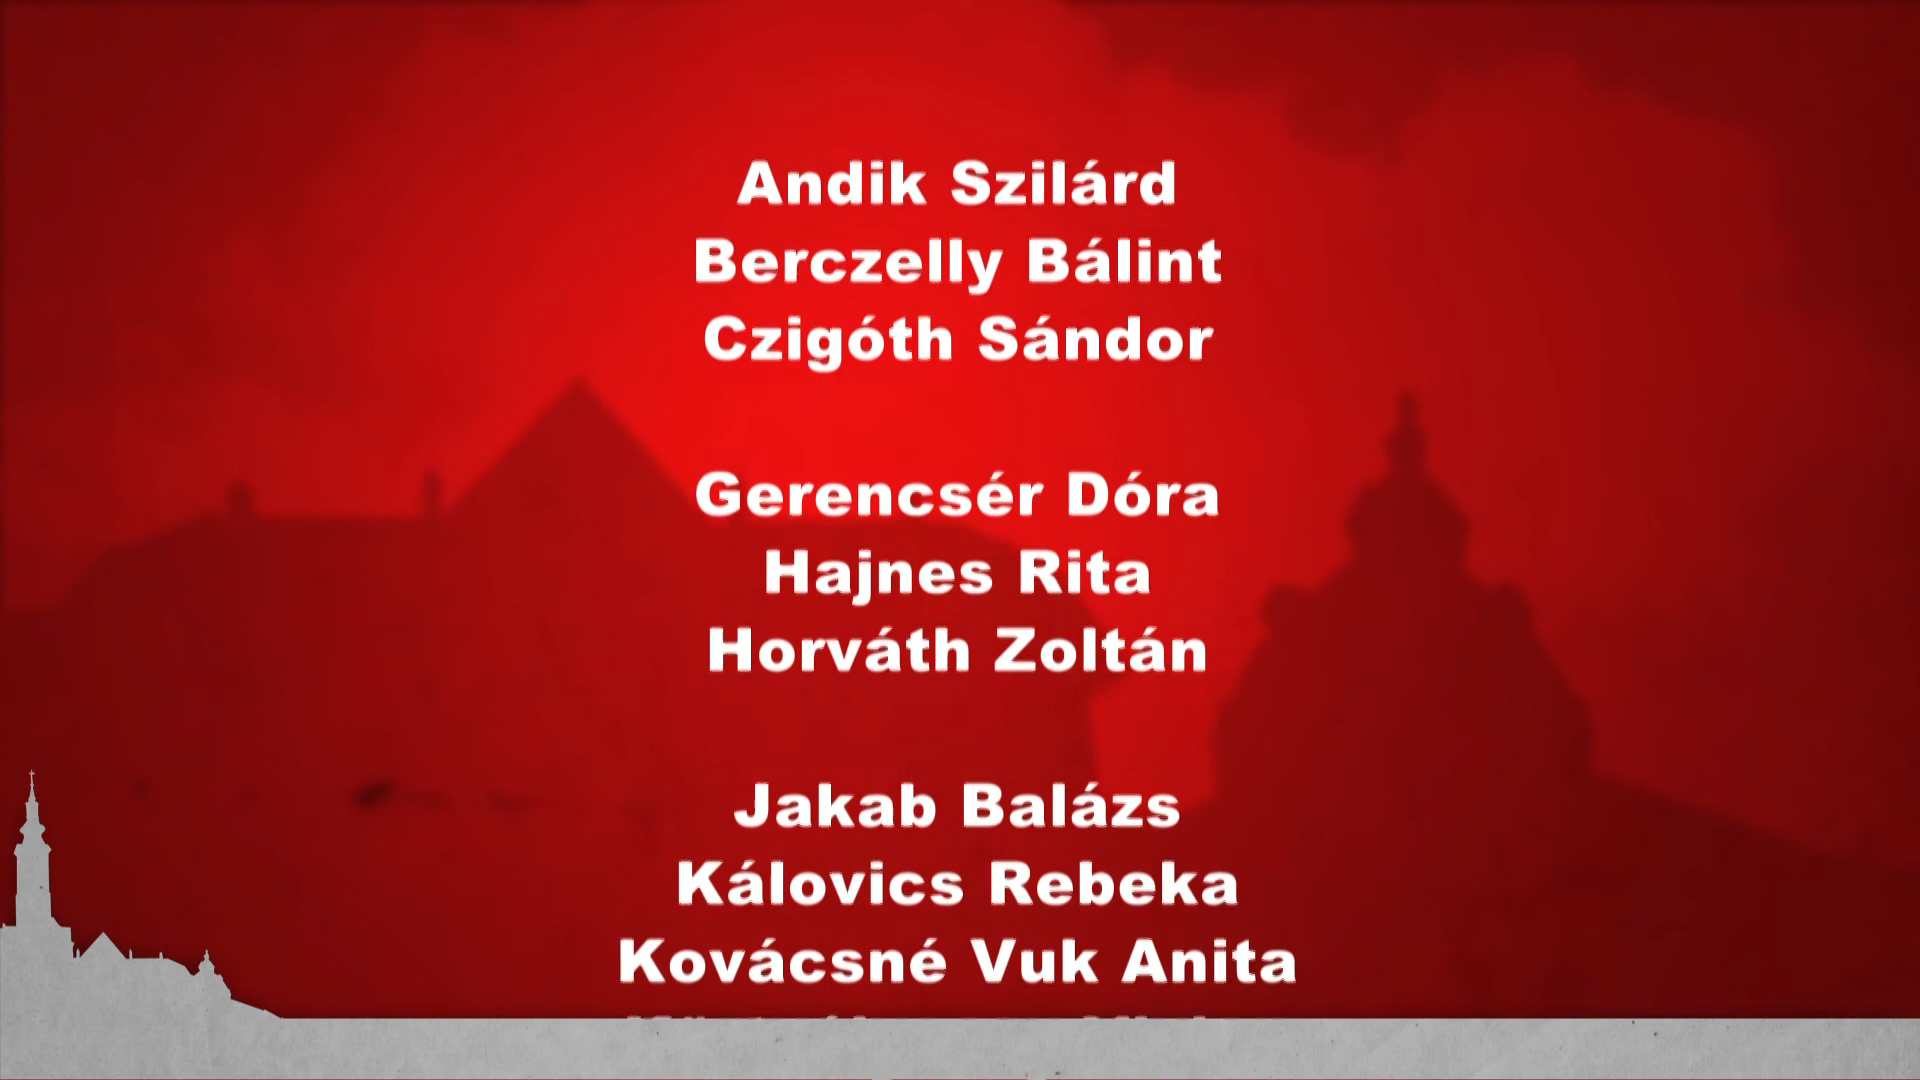 Andik Szilárd
Berczelly Bálint
Czigóth Sándor
Gerencsér Dóra
Hajnes Rita
Horváth Zoltán
Jakab Balázs
Kálovics Rebeka
Kovácsné Vuk Anita